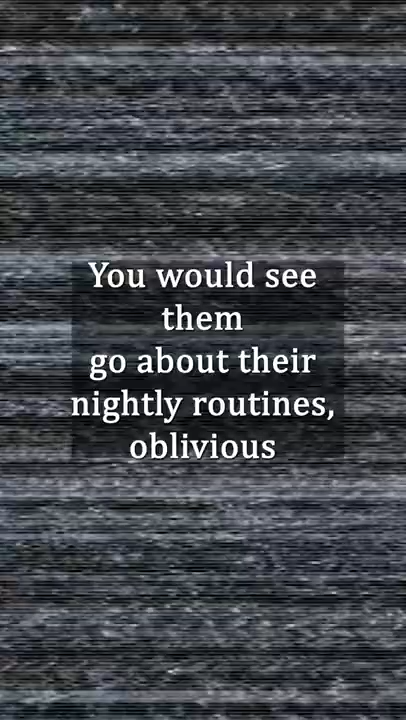 You would see
them
go about their
nightly routines,
oblivious